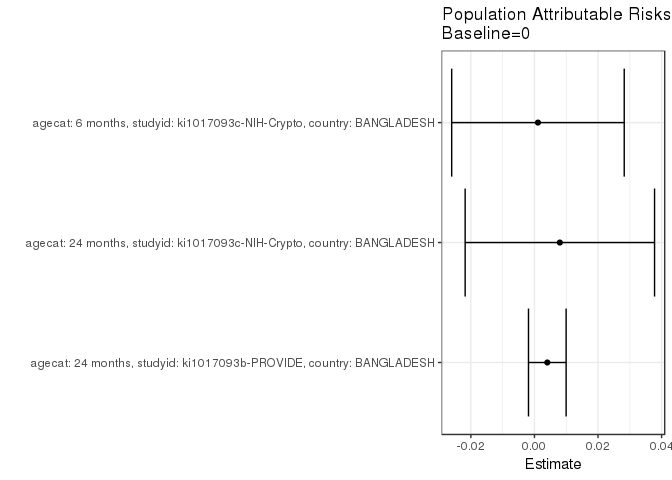 Population Attributable Risks
Baseline=0
agecat: 6 months, studyid: ki1017093c-NIH-Crypto, country: BANGLADESH
agecat: 24 months, studyid: ki1017093c-NIH-Crypto, country: BANGLADESH
agecat: 24 months, studyid: ki1017093b-PROVIDE, country: BANGLADESH
-0.02 0.00 0.02 0.04
Estimate